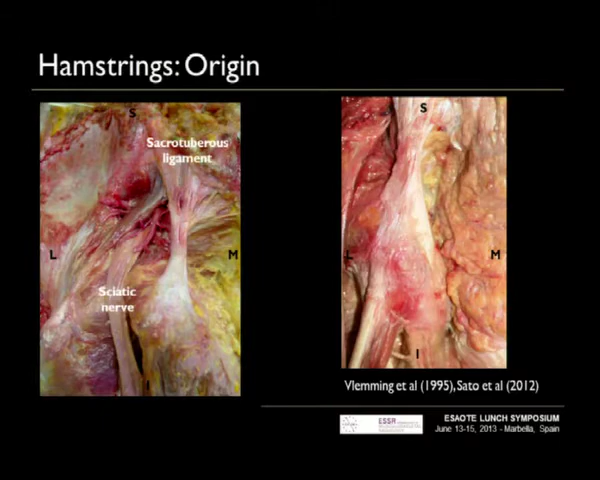 Hamstrings: Origin
S
Sacrotuberous
ligament
L
M
Sciatic
nerve
I
S
L
M
I
Vlemming et al (1995), Sato et al (2012)
ESSR
ESAOTE LUNCH SYMPOSIUM
June 13-15, 2013 - Marbella, Spain